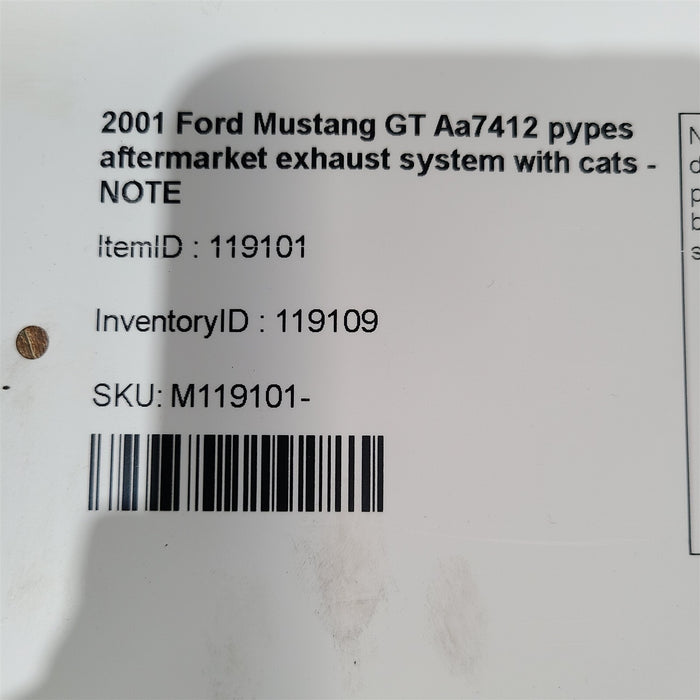 2001 Ford Mustang GT Aa7412 pypes
aftermarket exhaust system with cats -
NOTE
ItemID : 119101
InventoryID : 119109
SKU: M119101-